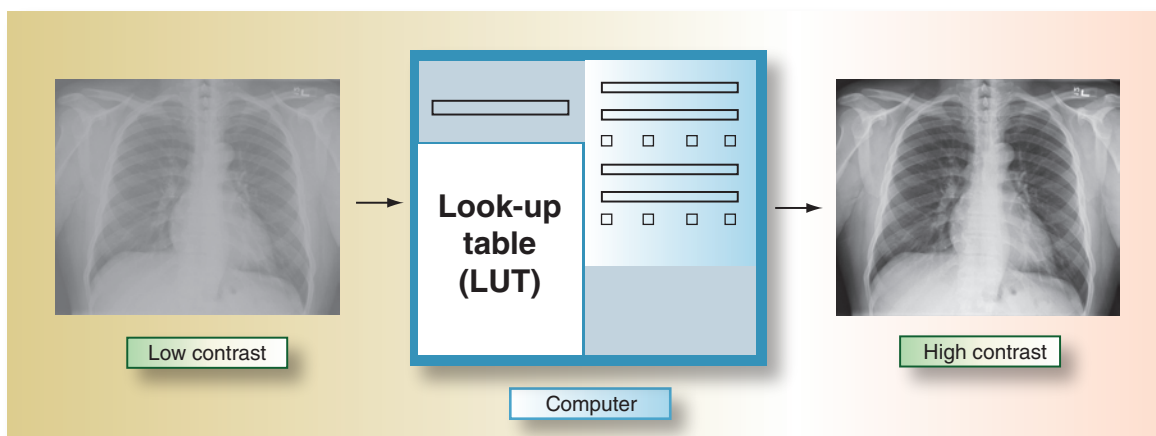 Look-up
table
(LUT)
Low contrast
High contrast
Computer